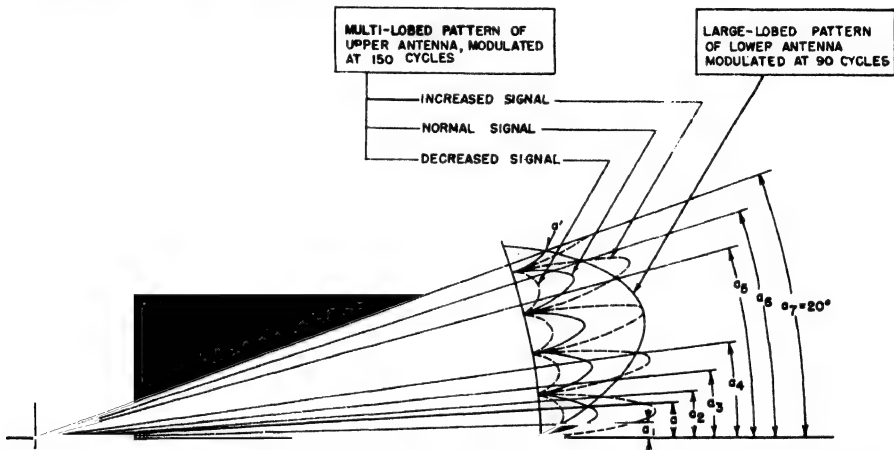 MULTI-LOBED PATTERN OF
UPPER ANTENNA, MODULATED
AT 150 CYCLES
LARGE-LOBED PATTERN
OF LOWER ANTENNA
MODULATED AT 90 CYCLES
INCREASED SIGNAL
NORMAL SIGNAL
DECREASED SIGNAL
a'
a5
a6
a7=20°
a4
a3
a2
a
a1